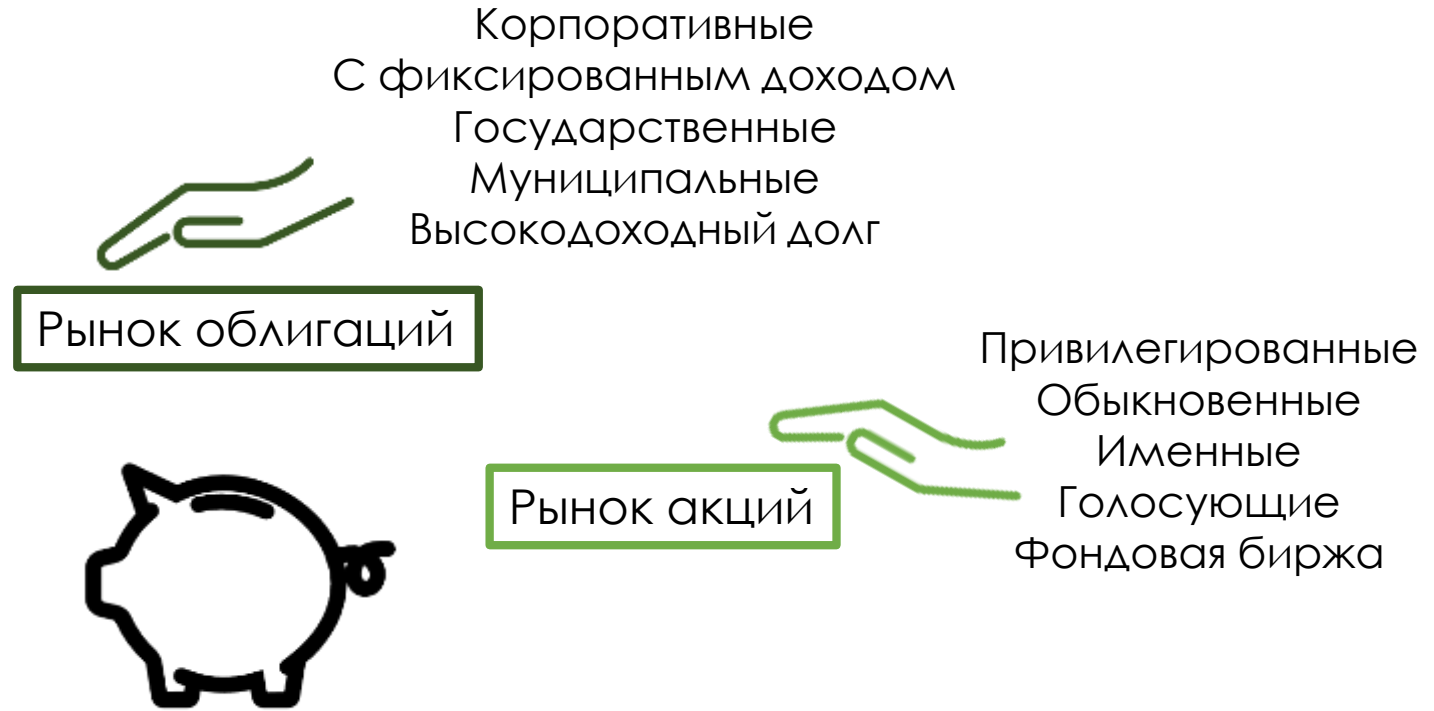 Корпоративные
С фиксированным доходом
Государственные
Муниципальные
Высокодоходный долг
Рынок облигаций
Привилегированные
Обыкновенные
Именные
Голосующие
Фондовая биржа
Рынок акций